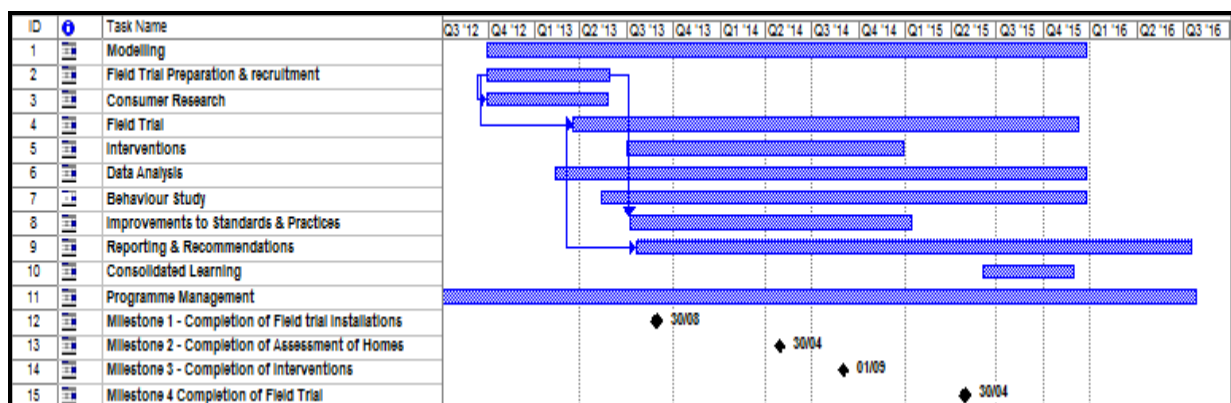 ID Task Name Q3 '12 Q4 '12 Q1 '13 Q2 '13 Q3 '13 Q4 '13 Q1 '14 Q2 '14 Q3 '14 Q4 '14 Q1 '15 Q2 '15 Q3 '15 Q4 '15 Q1 '16 Q2 '16 Q3 '16
1 Modelling
2 Field Trial Preparation & recruitment
3 Consumer Research
4 Field Trial
5 Interventions
6 Data Analysis
7 Behaviour Study
8 Improvements to Standards & Practices
9 Reporting & Recommendations
10 Consolidated Learning
11 Programme Management
12 Milestone 1 - Completion of Field trial Installations 30/08
13 Milestone 2 - Completion of Assessment of Homes 30/04
14 Milestone 3 - Completion of Interventions 01/09
15 Milestone 4 Completion of Field Trial 30/04